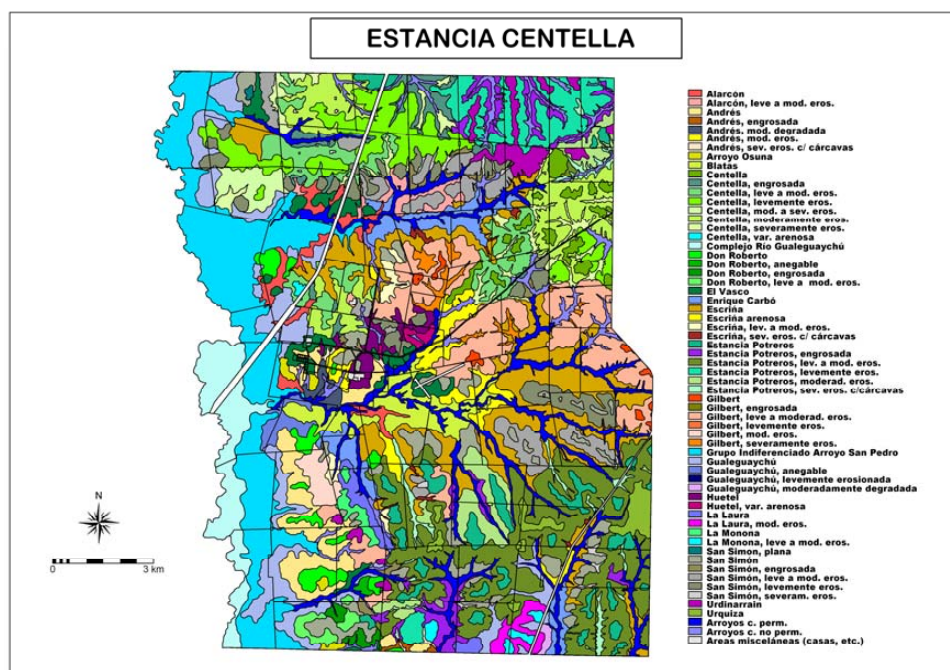 ESTANCIA CENTELLA
Alarcón
Alarcón, leve a mod. eros.
Andrés
Andrés, engrosada
Andrés. mod. degradada
Andrés, mod. eros.
Andrés, sev. eros. c/ cárcavas
Arroyo Osuna
Blatas
Centella
Centella, engrosada
Centella, leve a mod. eros.
Centella, levemente eros.
Centella, mod. a sev. eros.
Centella, moderamente eros.
Centella, severamente eros.
Centella, var. arenosa
Complejo Río Gualeguaychú
Don Roberto
Don Roberto, anegable
Don Roberto, engrosada
Don Roberto, leve a mod. eros.
El Vasco
Enrique Carbó
Escriña
Escriña arenosa
Escriña, lev. a mod. eros.
Escriña, sev. eros. c/ cárcavas
Estancia Potreros
Estancia Potreros, engrosada
Estancia Potreros, lev. a mod. eros.
Estancia Potreros, levemente eros.
Estancia Potreros, moderad. eros.
Estancia Potreros, sev. eros. c/cárcavas
Gilbert
Gilbert, engrosada
Gilbert, leve a moderad. eros.
Gilbert, levemente eros.
Gilbert, mod. eros.
Gilbert, severamente eros.
Grupo Indiferenciado Arroyo San Pedro
Gualeguaychú
Gualeguaychú, anegable
Gualeguaychú, levemente erosionada
Gualeguaychú, moderadamente degradada
Huetel
Huetel, var. arenosa
La Laura
La Laura, mod. eros.
La Monona
La Monona, leve a mod. eros.
San Simon, plana
San Simón
San Simón, engrosada
San Simón, leve a mod. eros.
San Simón, levemente eros.
San Simón, severam. eros.
Urdinarrain
Urquiza
Arroyos c. perm.
Arroyos c. no perm.
Areas misceláneas (casas, etc.)
N
0 3 km